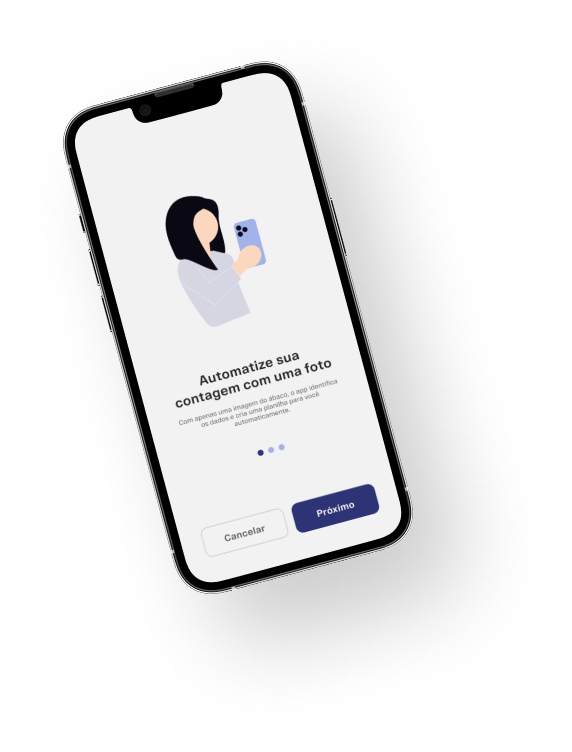 Automatize sua
contagem com uma foto
Com apenas uma imagem do ábaco, o app identifica
os dados e cria uma planilha para você
automaticamente.
Cancelar
Próximo